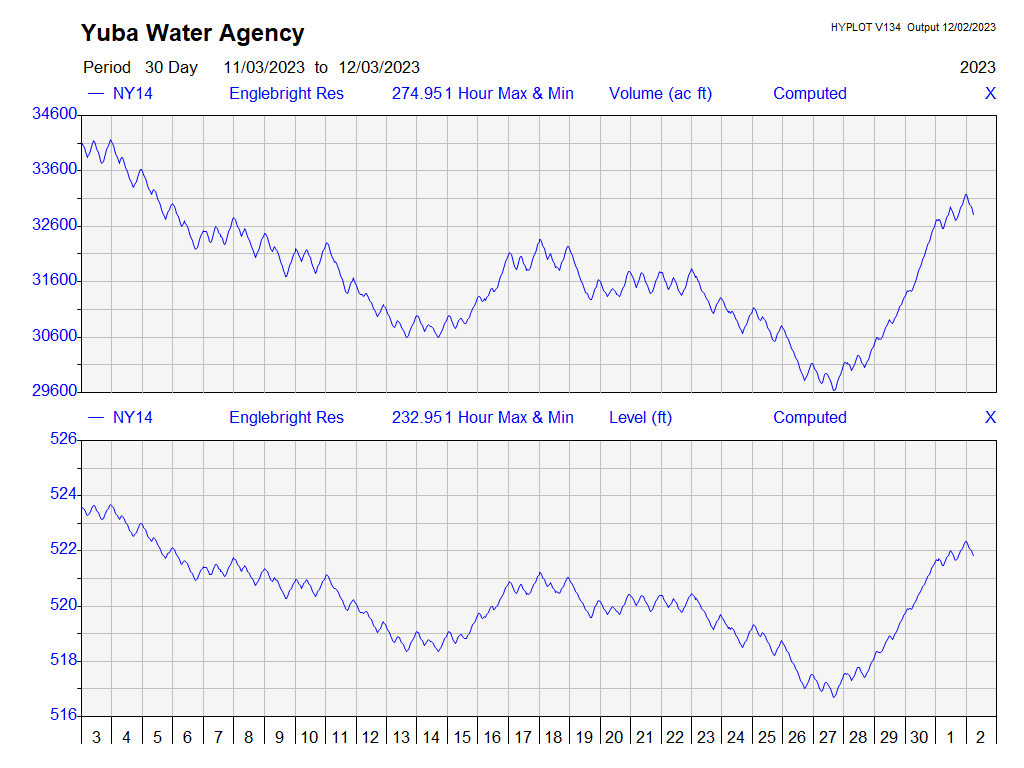 Yuba Water Agency
HYPLOT V134 Output 12/02/2023
Period 30 Day 11/03/2023 to 12/03/2023 2023
NY14 Englebright Res 274.951 Hour Max & Min Volume (ac ft) Computed X
34600
33600
32600
31600
30600
29600
NY14 Englebright Res 232.951 Hour Max & Min Level (ft) Computed X
526
524
522
520
518
516
3 4 5 6 7 8 9 10 11 12 13 14 15 16 17 18 19 20 21 22 23 24 25 26 27 28 29 30 1 2